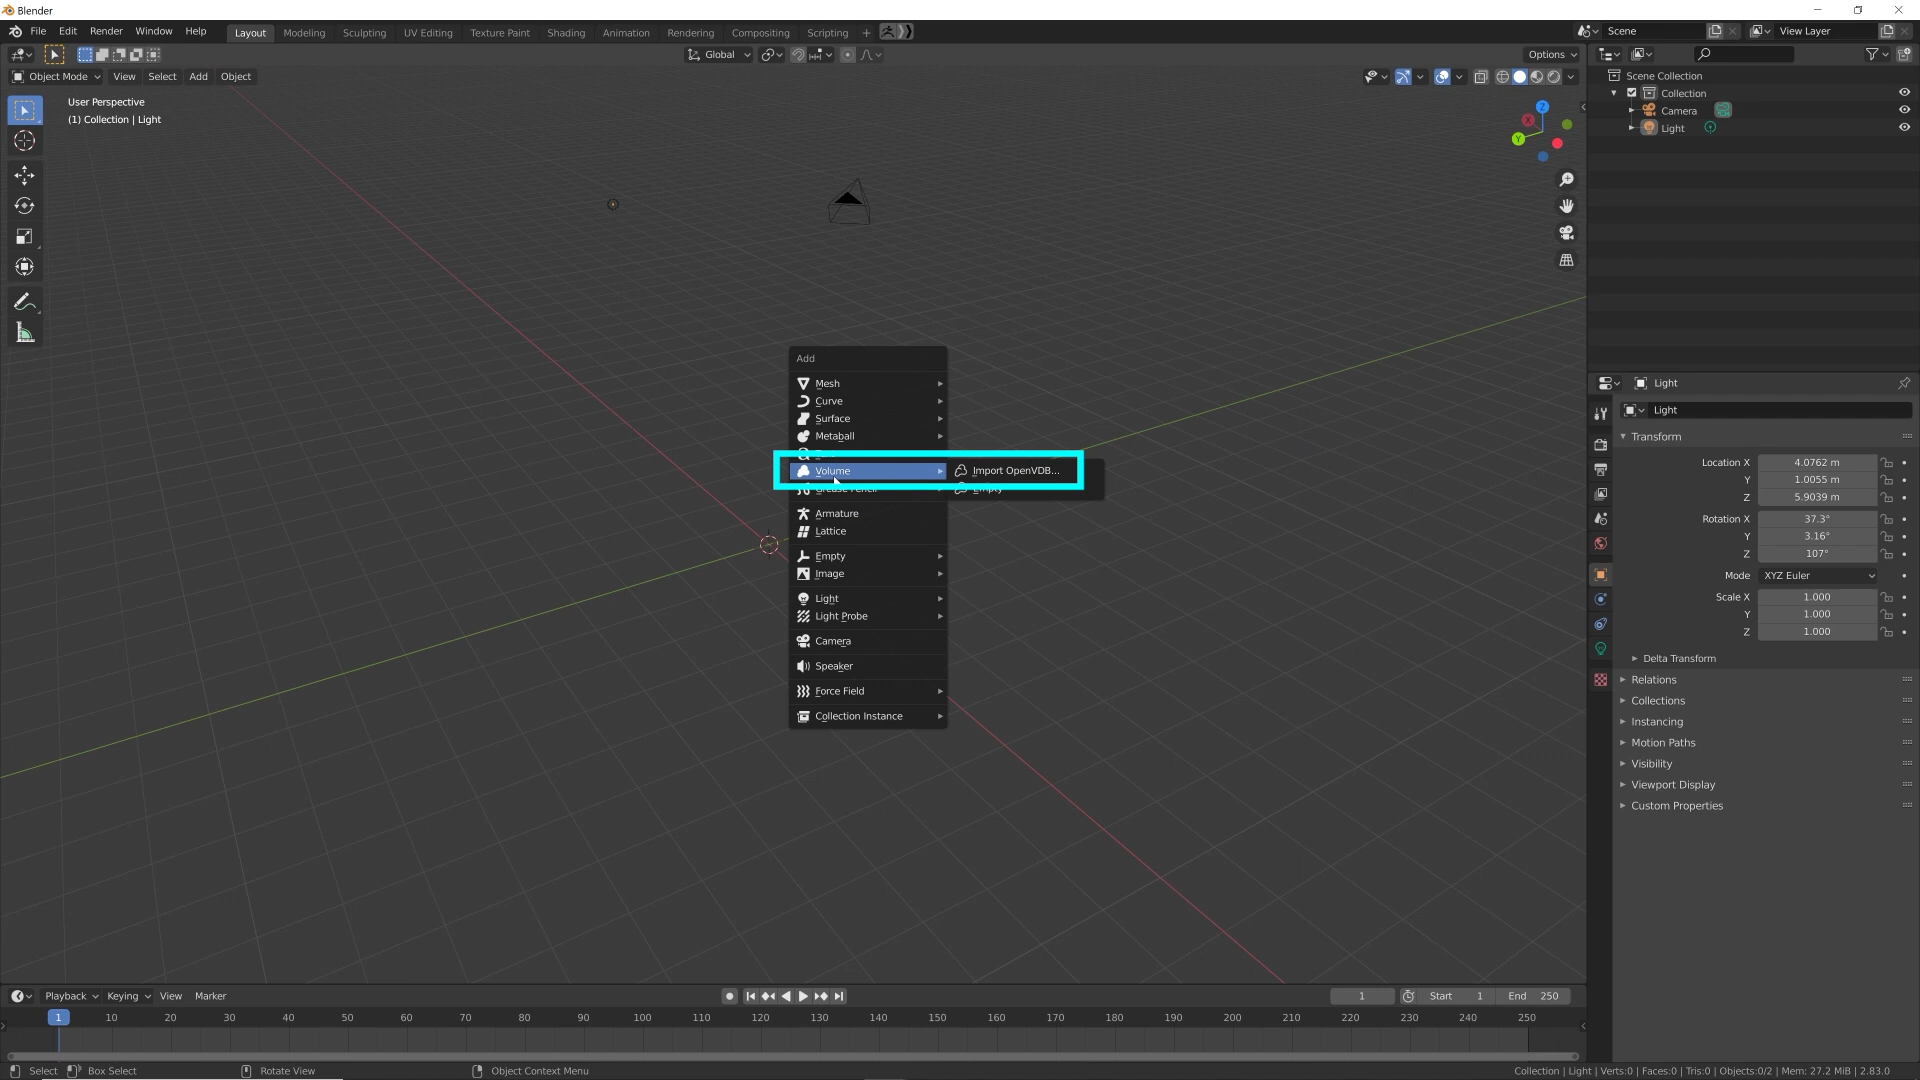 Blender
File Edit Render Window Help Layout Modeling Sculpting UV Editing Texture Paint Shading Animation Rendering Compositing Scripting + Scene View Layer
Global Options
Object Mode View Select Add Object
User Perspective
(1) Collection | Light
Z
X
Y
Scene Collection
Collection
Camera
Light
Add
Mesh
Curve
Surface
Metaball
Volume Import OpenVDB...
Grease Pencil Empty
Armature
Lattice
Empty
Image
Light
Light Probe
Camera
Speaker
Force Field
Collection Instance
Light
Light
Transform
Location X 4.0762 m
Y 1.0055 m
Z 5.9039 m
Rotation X 37.3°
Y 3.16°
Z 107°
Mode XYZ Euler
Scale X 1.000
Y 1.000
Z 1.000
Delta Transform
Relations
Collections
Instancing
Motion Paths
Visibility
Viewport Display
Custom Properties
Playback Keying View Marker 1 Start 1 End 250
1 10 20 30 40 50 60 70 80 90 100 110 120 130 140 150 160 170 180 190 200 210 220 230 240 250
Select Box Select Rotate View Object Context Menu Collection | Light | Verts:0 | Faces:0 | Tris:0 | Objects:0/2 | Mem: 27.2 MiB | 2.83.0